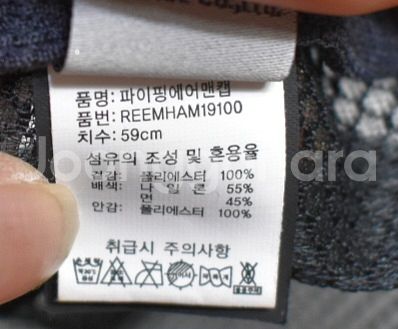 품명: 파이핑에어맨캡
품번: REEMHAM19100
치수: 59cm
섬유의 조성 및 혼용율
겉감: 폴리에스터 100%
배색: 나일론 55%
면 45%
안감: 폴리에스터 100%
취급시 주의사항